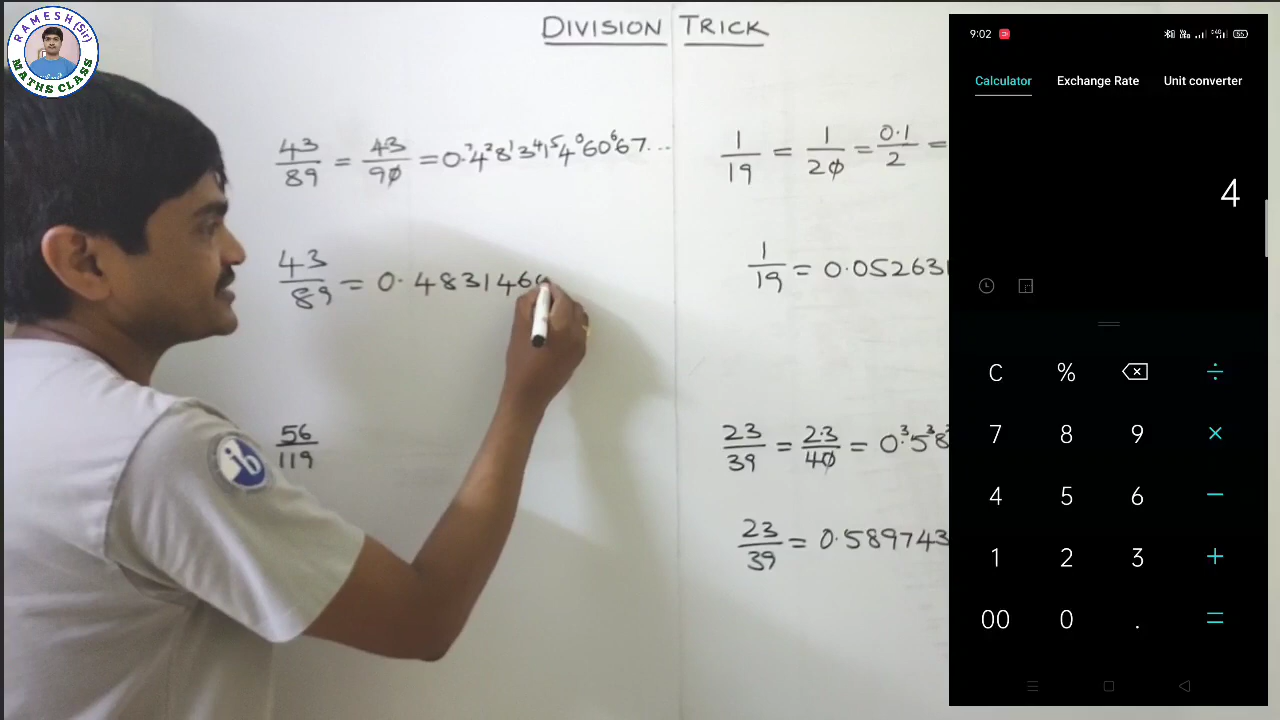 RAMESH (Sir)
MATHS CLASS
DIVISION TRICK
43/89 = 43/90 = 0.⁷4²8¹3⁴1⁵4⁰60⁶67...
43/89 = 0.483146
56/119
1/19 = 1/20 = 0.1/2 =
1/19 = 0.052631
23/39 = 2.3/40 = 0.³5³8
23/39 = 0.589743
9:02
Calculator Exchange Rate Unit converter
4
C % ÷
7 8 9 ×
4 5 6 −
1 2 3 +
00 0 . =